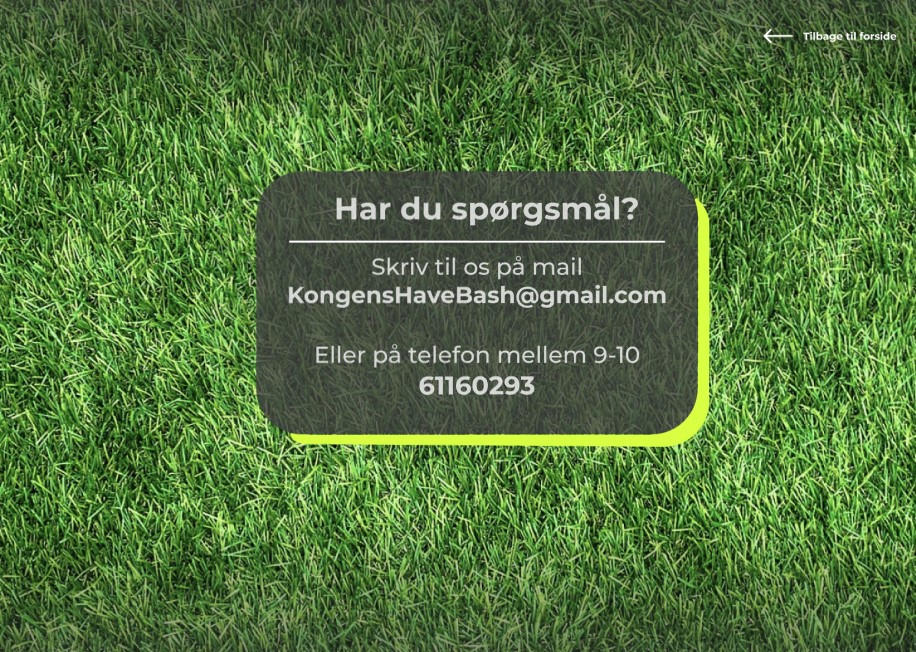 Tilbage til forside
Har du spørgsmål?
Skriv til os på mail
KongensHaveBash@gmail.com
Eller på telefon mellem 9-10
61160293